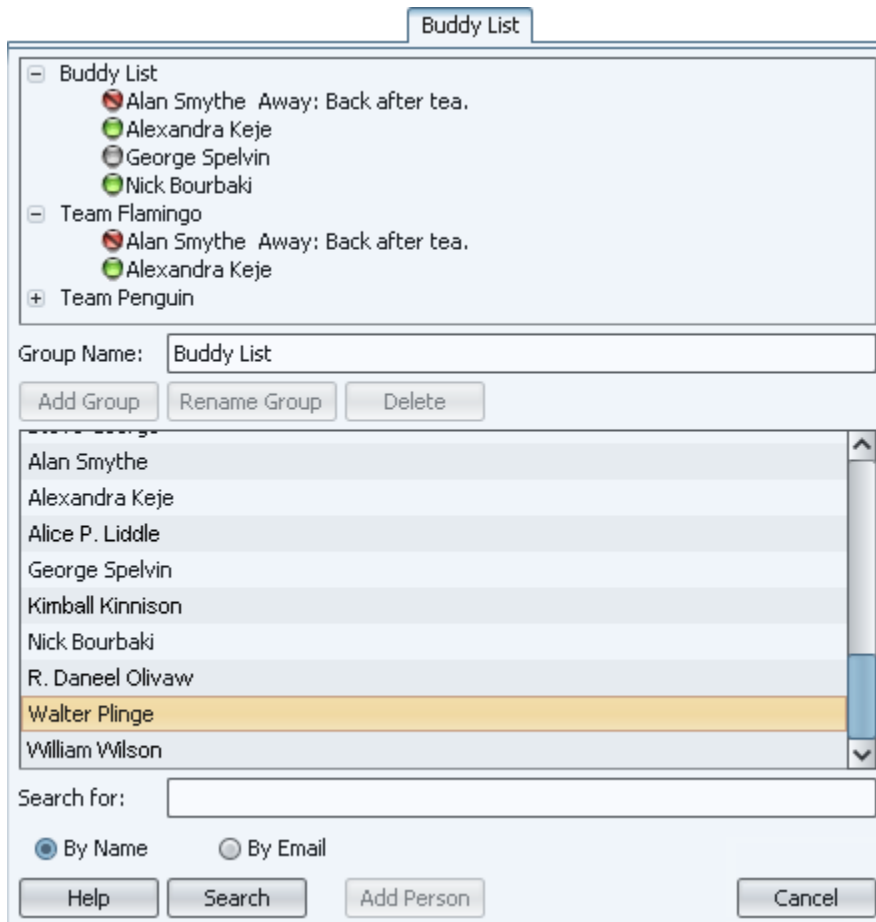 Buddy List
Buddy List
Alan Smythe Away: Back after tea.
Alexandra Keje
George Spelvin
Nick Bourbaki
Team Flamingo
Alan Smythe Away: Back after tea.
Alexandra Keje
Team Penguin
Group Name: Buddy List
Add Group Rename Group Delete
Alan Smythe
Alexandra Keje
Alice P. Liddle
George Spelvin
Kimball Kinnison
Nick Bourbaki
R. Daneel Olivaw
Walter Plinge
William Wilson
Search for:
By Name By Email
Help Search Add Person Cancel